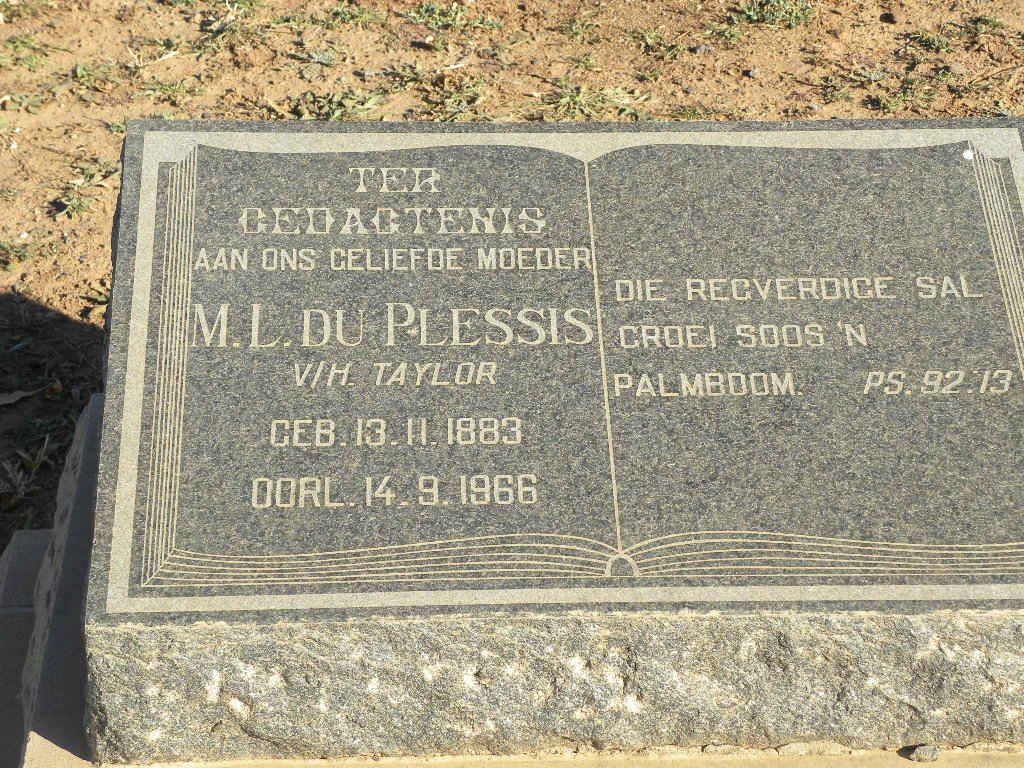 TER
GEDAGTENIS
AAN ONS GELIEFDE MOEDER
M.L. DU PLESSIS
V/H. TAYLOR
GEB. 13. 11. 1883
OORL. 14. 9. 1966
DIE REGVERDIGE SAL
GROEI SOOS 'N
PALMBOOM. PS. 92:13